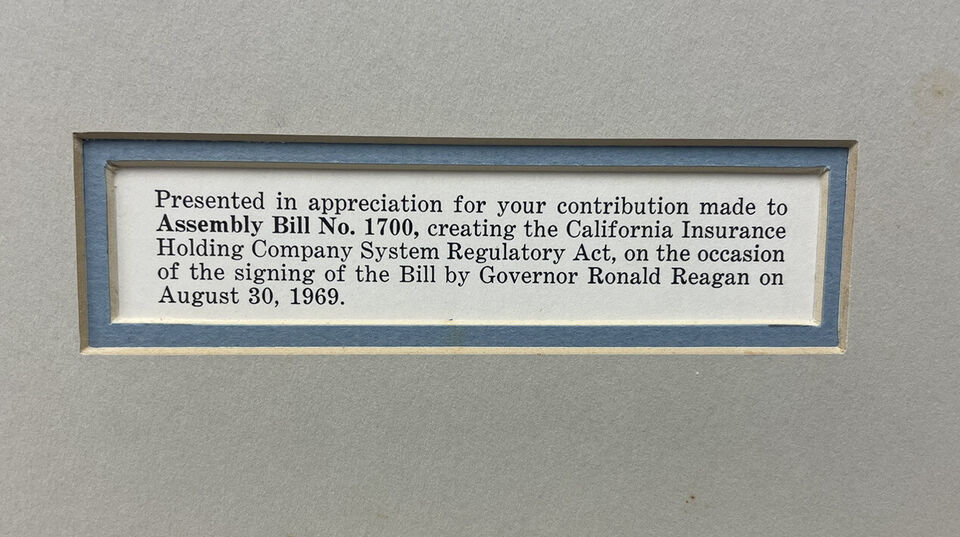 Presented in appreciation for your contribution made to
Assembly Bill No. 1700, creating the California Insurance
Holding Company System Regulatory Act, on the occasion
of the signing of the Bill by Governor Ronald Reagan on
August 30, 1969.